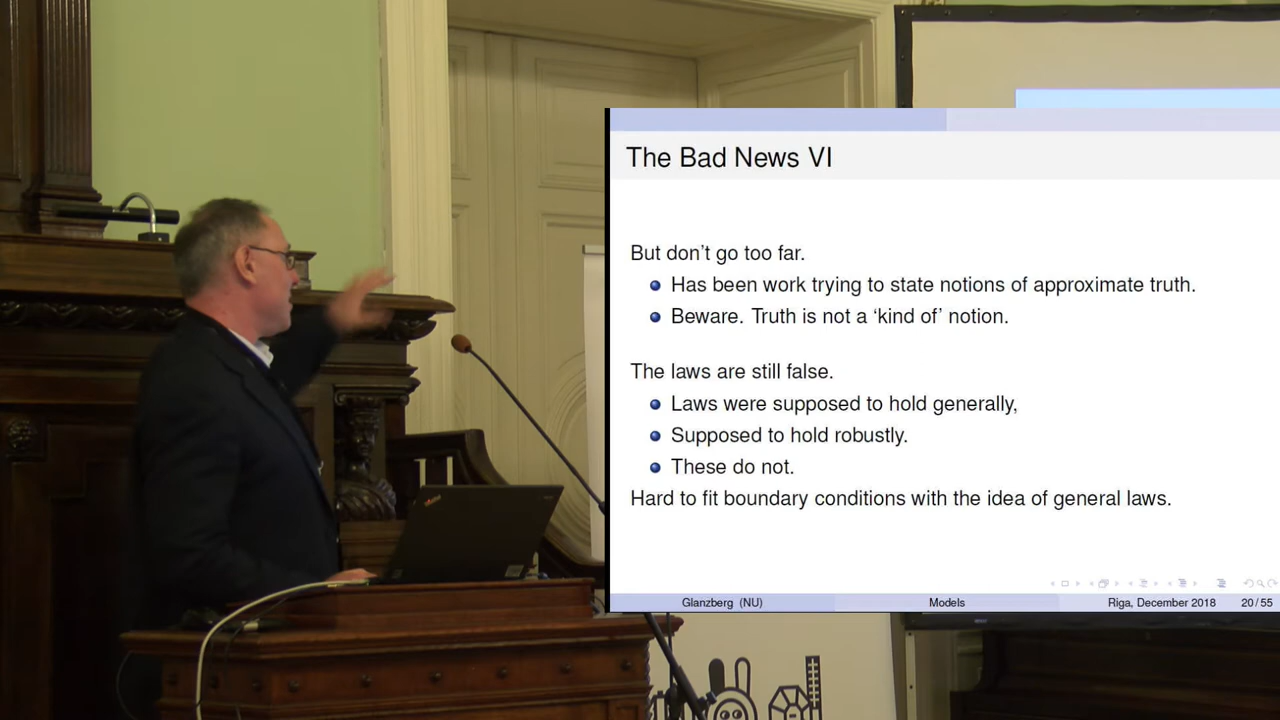 The Bad News VI
But don't go too far.
Has been work trying to state notions of approximate truth.
Beware. Truth is not a ‘kind of’ notion.
The laws are still false.
Laws were supposed to hold generally,
Supposed to hold robustly.
These do not.
Hard to fit boundary conditions with the idea of general laws.
Glanzberg (NU) Models Riga, December 2018 20/55